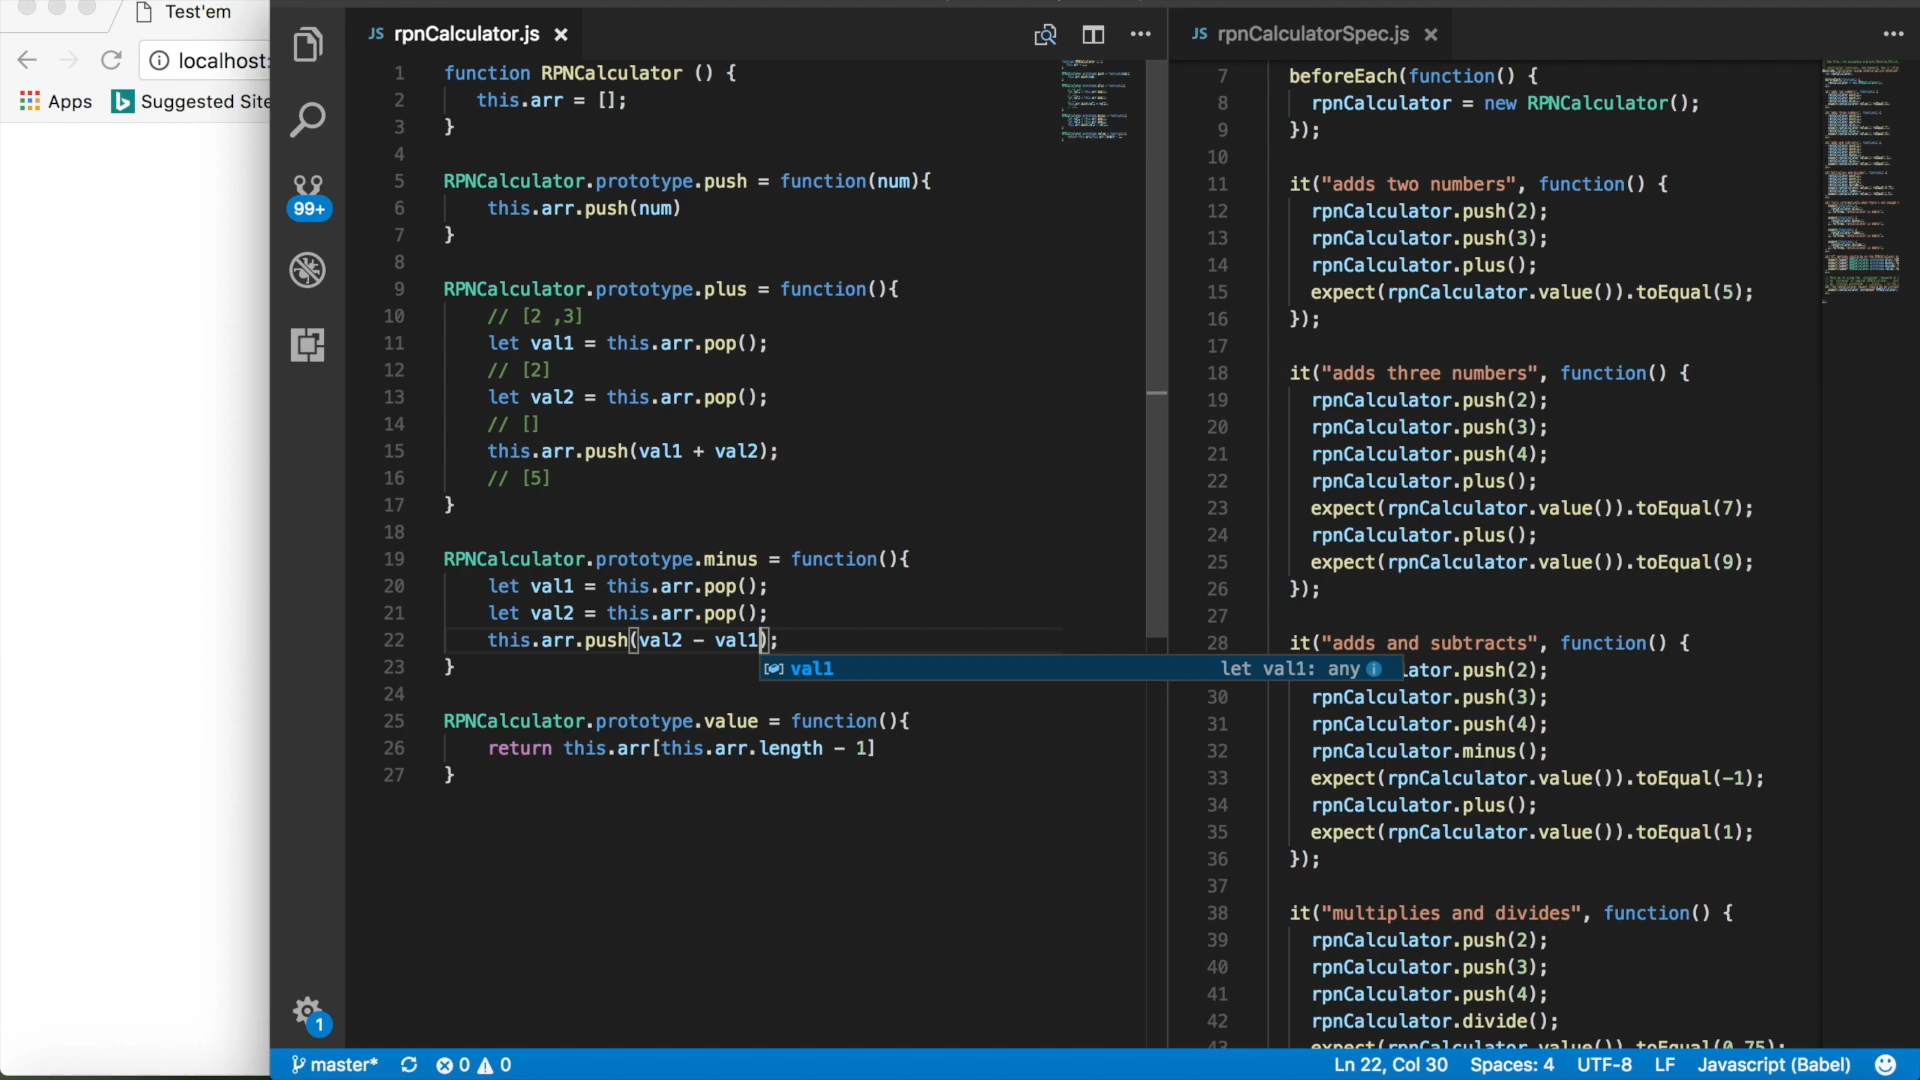 Test'em
localhost:
Apps
Suggested Site
99+
1
JS rpnCalculator.js
1 function RPNCalculator () {
2 this.arr = [];
3 }
4
5 RPNCalculator.prototype.push = function(num){
6 this.arr.push(num)
7 }
8
9 RPNCalculator.prototype.plus = function(){
10 // [2 ,3]
11 let val1 = this.arr.pop();
12 // [2]
13 let val2 = this.arr.pop();
14 // []
15 this.arr.push(val1 + val2);
16 // [5]
17 }
18
19 RPNCalculator.prototype.minus = function(){
20 let val1 = this.arr.pop();
21 let val2 = this.arr.pop();
22 this.arr.push(val2 - val1);
23 }
val1 let val1: any
24
25 RPNCalculator.prototype.value = function(){
26 return this.arr[this.arr.length - 1]
27 }
JS rpnCalculatorSpec.js
7 beforeEach(function() {
8 rpnCalculator = new RPNCalculator();
9 });
10
11 it("adds two numbers", function() {
12 rpnCalculator.push(2);
13 rpnCalculator.push(3);
14 rpnCalculator.plus();
15 expect(rpnCalculator.value()).toEqual(5);
16 });
17
18 it("adds three numbers", function() {
19 rpnCalculator.push(2);
20 rpnCalculator.push(3);
21 rpnCalculator.push(4);
22 rpnCalculator.plus();
23 expect(rpnCalculator.value()).toEqual(7);
24 rpnCalculator.plus();
25 expect(rpnCalculator.value()).toEqual(9);
26 });
27
28 it("adds and subtracts", function() {
lator.push(2);
30 rpnCalculator.push(3);
31 rpnCalculator.push(4);
32 rpnCalculator.minus();
33 expect(rpnCalculator.value()).toEqual(-1);
34 rpnCalculator.plus();
35 expect(rpnCalculator.value()).toEqual(1);
36 });
37
38 it("multiplies and divides", function() {
39 rpnCalculator.push(2);
40 rpnCalculator.push(3);
41 rpnCalculator.push(4);
42 rpnCalculator.divide();
43 expect(rpnCalculator.value()).toEqual(0.75);
master* 0 0 Ln 22, Col 30 Spaces: 4 UTF-8 LF Javascript (Babel)